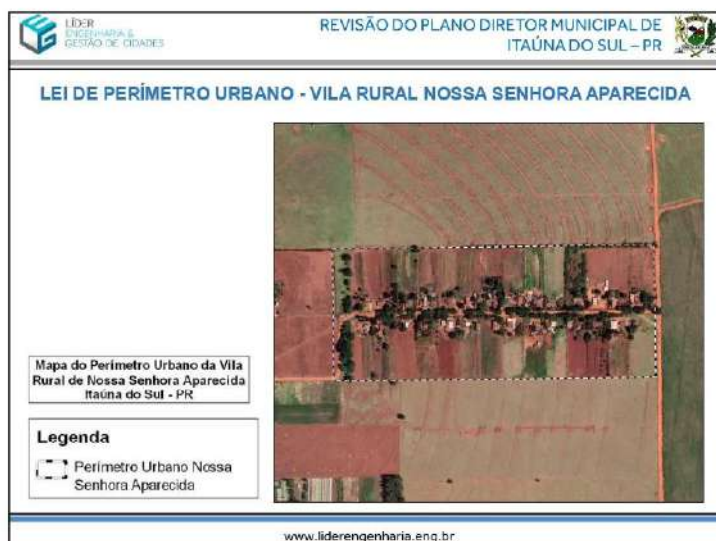 LÍDER
ENGENHARIA &
GESTÃO DE CIDADES
REVISÃO DO PLANO DIRETOR MUNICIPAL DE
ITAÚNA DO SUL – PR
LEI DE PERÍMETRO URBANO - VILA RURAL NOSSA SENHORA APARECIDA
Mapa do Perímetro Urbano da Vila
Rural de Nossa Senhora Aparecida
Itaúna do Sul - PR
Legenda
Perímetro Urbano Nossa
Senhora Aparecida
www.liderengenharia.eng.br